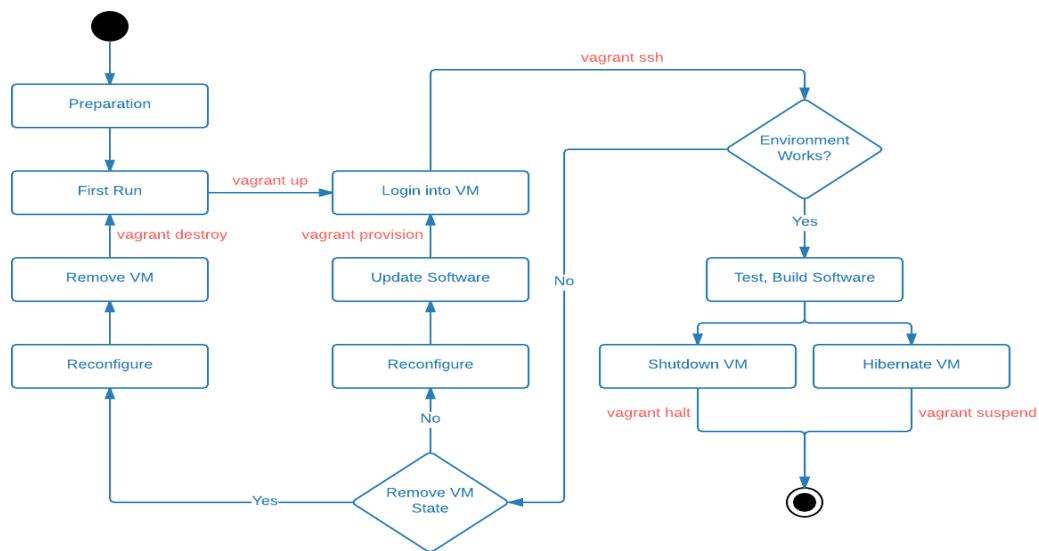 vagrant ssh
Preparation
Environment
Works?
First Run
vagrant up
Login into VM
Yes
vagrant destroy
vagrant provision
Remove VM
Update Software
No
Test, Build Software
Reconfigure
Reconfigure
Shutdown VM
Hibernate VM
No
vagrant halt
vagrant suspend
Yes
Remove VM
State